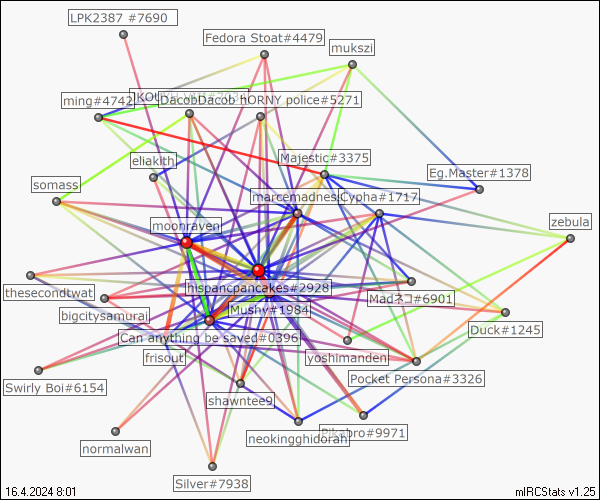 LPK2387 #7690
Fedora Stoat#4479
mukszi
ming#4742
DacobDacob
hORNY police#5271
eliakith
Majestic#3375
Eg.Master#1378
somass
marcemadnes
Cypha#1717
moonraven
zebula
thesecondtwat
hispancpancakes#2928
Madネコ#6901
bigcitysamurai
Mushy#1984
Duck#1245
Can anything be saved#0396
frisout
yoshimanden
Swirly Boi#6154
Pocket Persona#3326
shawntee9
neokingghidorah
Pikabro#9971
normalwan
Silver#7938
16.4.2024 8:01
mIRCStats v1.25